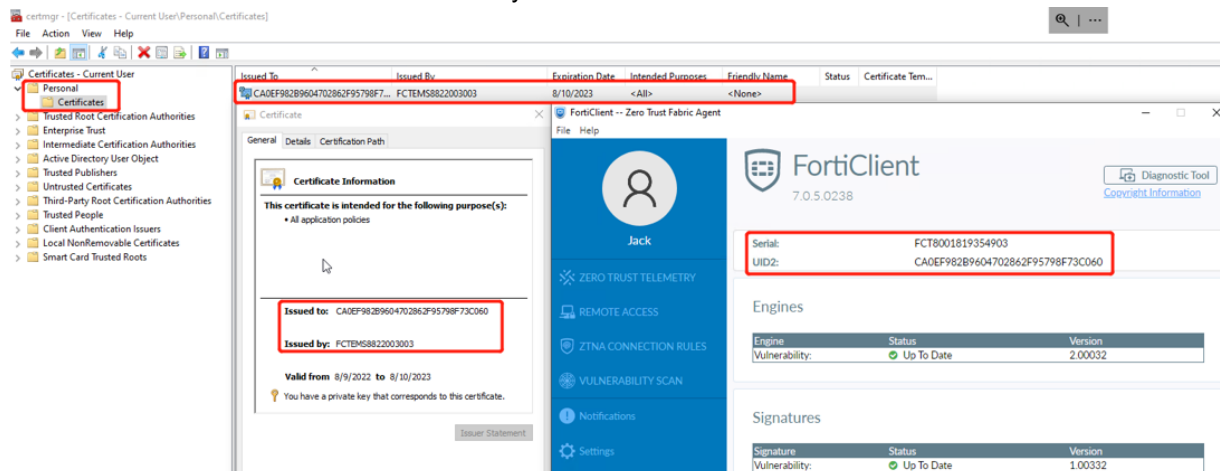 certmgr - [Certificates - Current User\Personal\Certificates]
File Action View Help
Certificates - Current User
Personal
Certificates
Trusted Root Certification Authorities
Enterprise Trust
Intermediate Certification Authorities
Active Directory User Object
Trusted Publishers
Untrusted Certificates
Third-Party Root Certification Authorities
Trusted People
Client Authentication Issuers
Local NonRemovable Certificates
Smart Card Trusted Roots
Issued To Issued By Expiration Date Intended Purposes Friendly Name Status Certificate Tem...
CA0EF982B9604702862F95798F7... FCTEMS8822003003 8/10/2023 <All> <None>
Certificate
General Details Certification Path
Certificate Information
This certificate is intended for the following purpose(s):
• All application policies
Issued to: CA0EF982B9604702862F95798F73C060
Issued by: FCTEMS8822003003
Valid from 8/9/2022 to 8/10/2023
You have a private key that corresponds to this certificate.
Issuer Statement
FortiClient -- Zero Trust Fabric Agent
File Help
Jack
ZERO TRUST TELEMETRY
REMOTE ACCESS
ZTNA CONNECTION RULES
VULNERABILITY SCAN
Notifications
Settings
FortiClient
7.0.5.0238
Diagnostic Tool
Copyright Information
Serial: FCT8001819354903
UID2: CA0EF982B9604702862F95798F73C060
Engines
Engine Status Version
Vulnerability: Up To Date 2.00032
Signatures
Signature Status Version
Vulnerability: Up To Date 1.00332